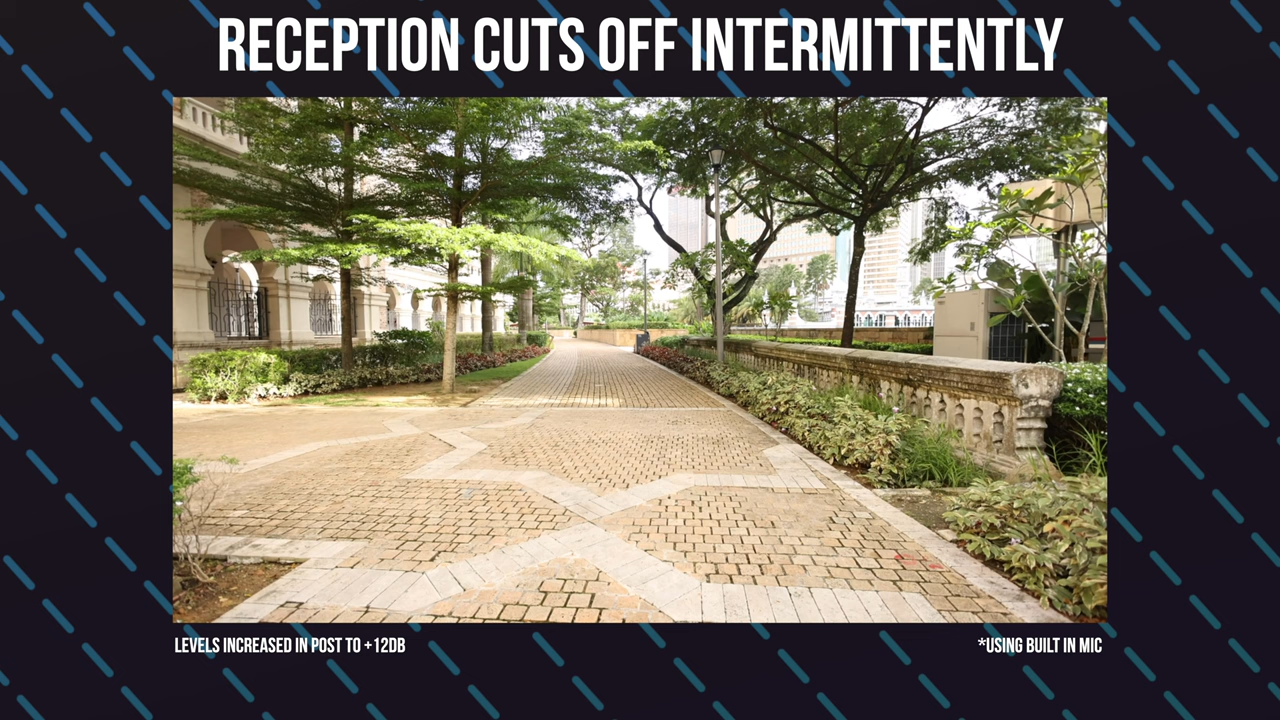 RECEPTION CUTS OFF INTERMITTENTLY
LEVELS INCREASED IN POST TO +12DB
*USING BUILT IN MIC